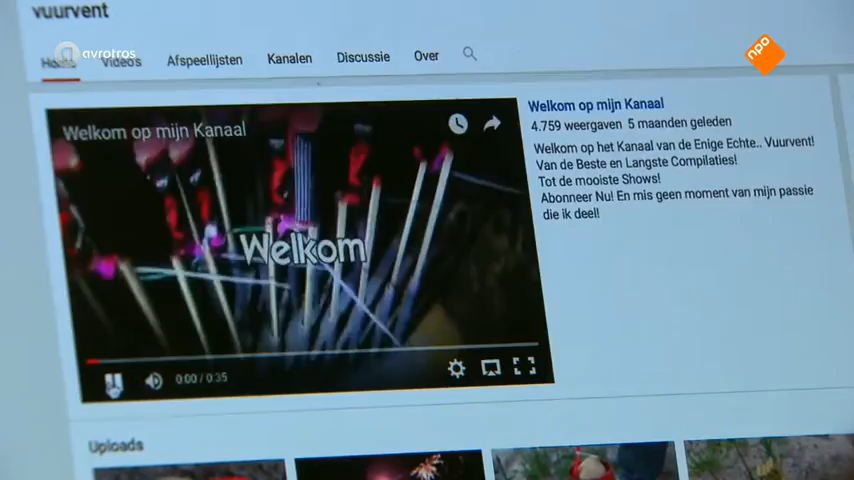 vuurvent
avrotros
npo
Home Video's Afspeellijsten Kanalen Discussie Over
Welkom op mijn Kanaal
Welkom
0:00 / 0:35
Welkom op mijn Kanaal
4.759 weergaven 5 maanden geleden
Welkom op het Kanaal van de Enige Echte.. Vuurvent!
Van de Beste en Langste Compilaties!
Tot de mooiste Shows!
Abonneer Nu! En mis geen moment van mijn passie
die ik deel!
Uploads